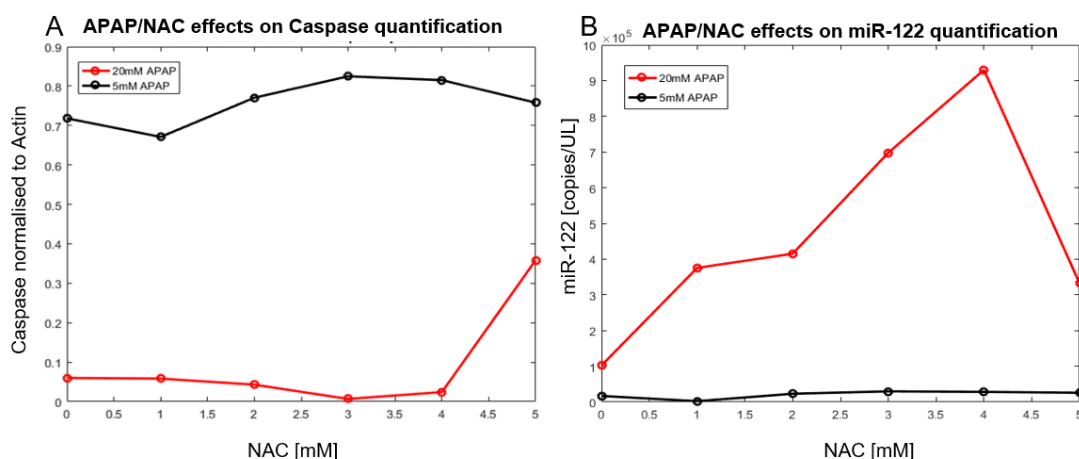 A APAP/NAC effects on Caspase quantification
20mM APAP
5mM APAP
0.9
0.8
0.7
0.6
0.5
0.4
0.3
0.2
0.1
0
Caspase normalised to Actin
0 0.5 1 1.5 2 2.5 3 3.5 4 4.5 5
NAC [mM]
B APAP/NAC effects on miR-122 quantification
× 10⁵
20mM APAP
5mM APAP
10
9
8
7
6
5
4
3
2
1
0
miR-122 [copies/UL]
0 0.5 1 1.5 2 2.5 3 3.5 4 4.5 5
NAC [mM]